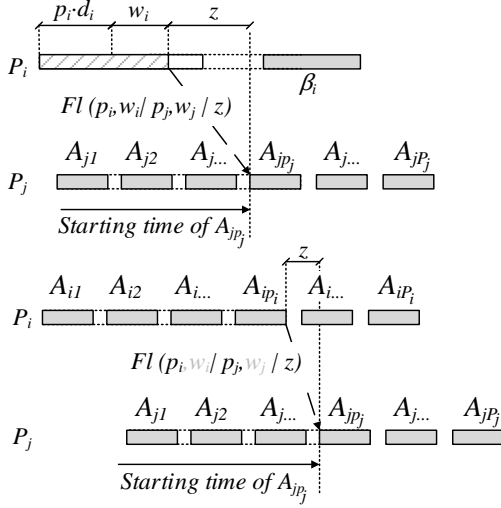 p_i·d_i w_i z
P_i
β_i
Fl (p_i,w_i/ p_j,w_j / z)
A_j1 A_j2 A_j... A_jp_j A_j... A_jP_j
P_j
Starting time of A_jp_j
z
A_i1 A_i2 A_i... A_ip_i A_i... A_iP_i
P_i
Fl (p_i,w_i/ p_j,w_j / z)
A_j1 A_j2 A_j... A_jp_j A_j... A_jP_j
P_j
Starting time of A_jp_j